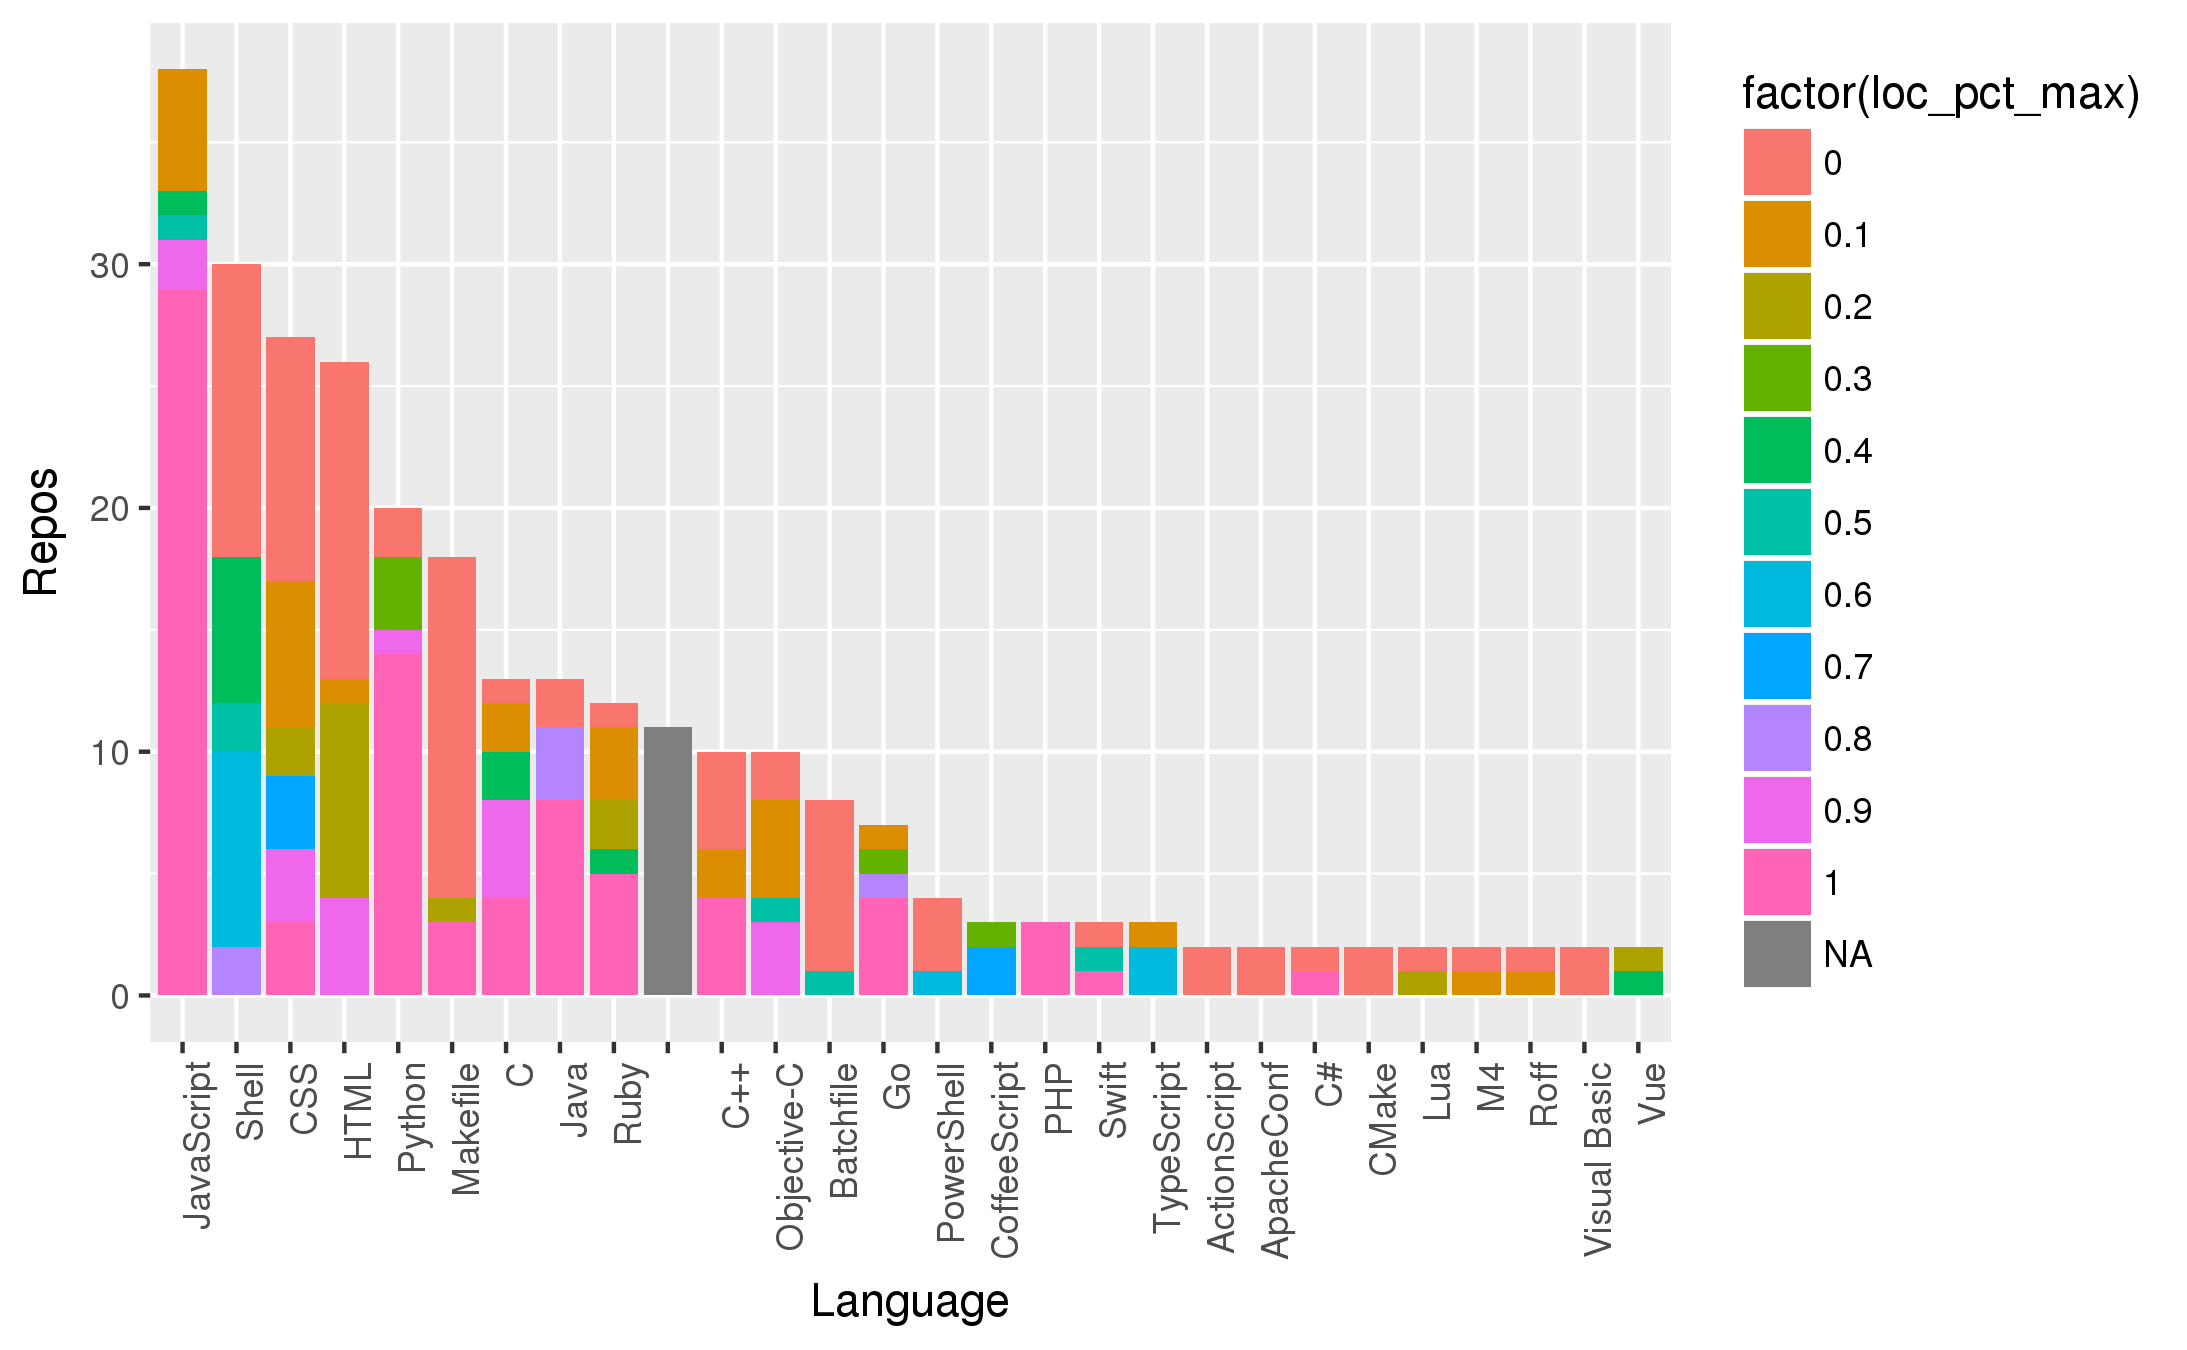 factor(loc_pct_max)
0
0.1
0.2
0.3
0.4
0.5
0.6
0.7
0.8
0.9
1
NA
Repos
30
20
10
0
JavaScript
Shell
CSS
HTML
Python
Makefile
C
Java
Ruby
C++
Objective-C
Batchfile
Go
PowerShell
CoffeeScript
PHP
Swift
TypeScript
ActionScript
ApacheConf
C#
CMake
Lua
M4
Roff
Visual Basic
Vue
Language